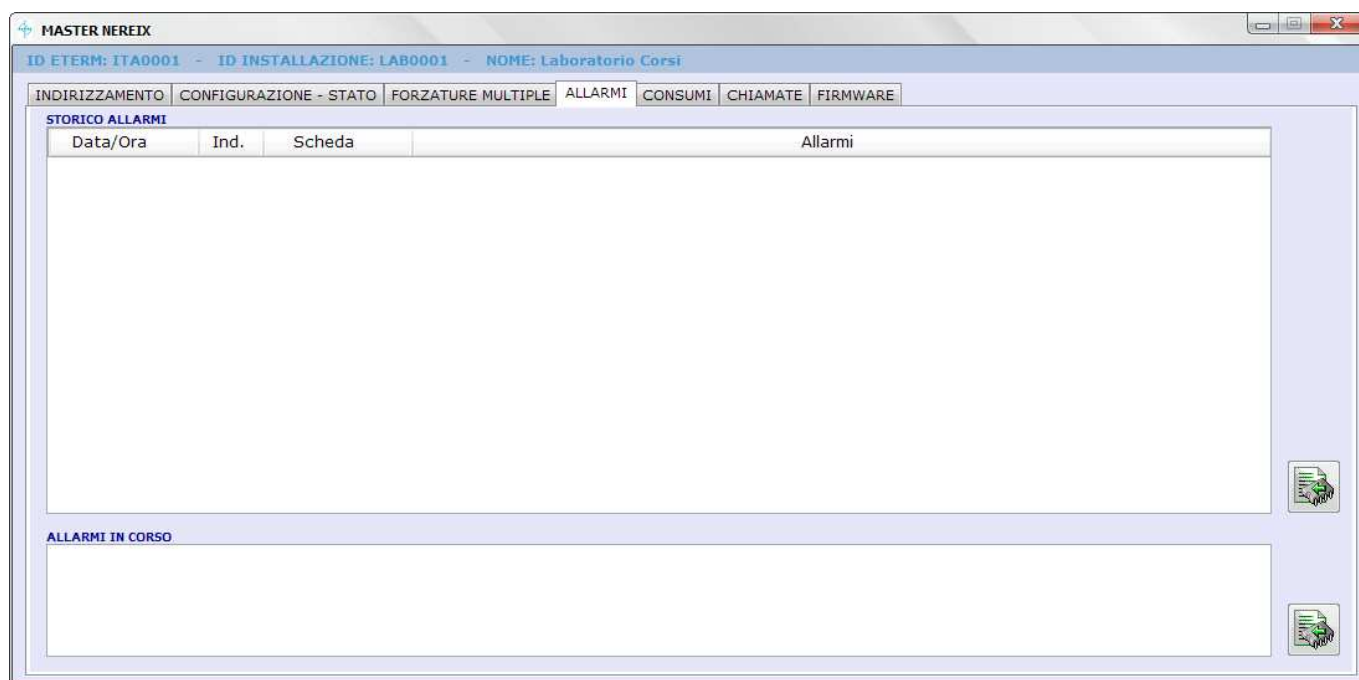 MASTER NEREIX
ID ETERM: ITA0001 - ID INSTALLAZIONE: LAB0001 - NOME: Laboratorio Corsi
INDIRIZZAMENTO CONFIGURAZIONE - STATO FORZATURE MULTIPLE ALLARMI CONSUMI CHIAMATE FIRMWARE
STORICO ALLARMI
Data/Ora Ind. Scheda Allarmi
ALLARMI IN CORSO